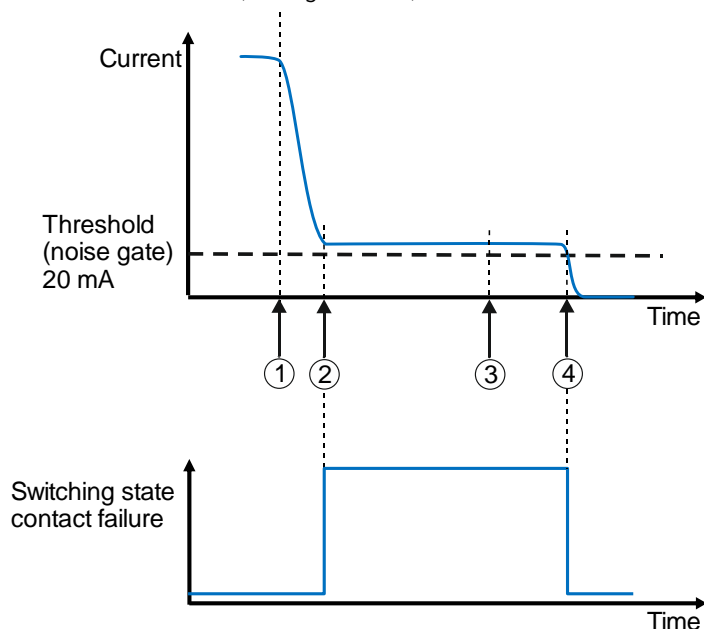 Current
Threshold
(noise gate)
20 mA
Time
1 2 3 4
Switching state
contact failure
Time